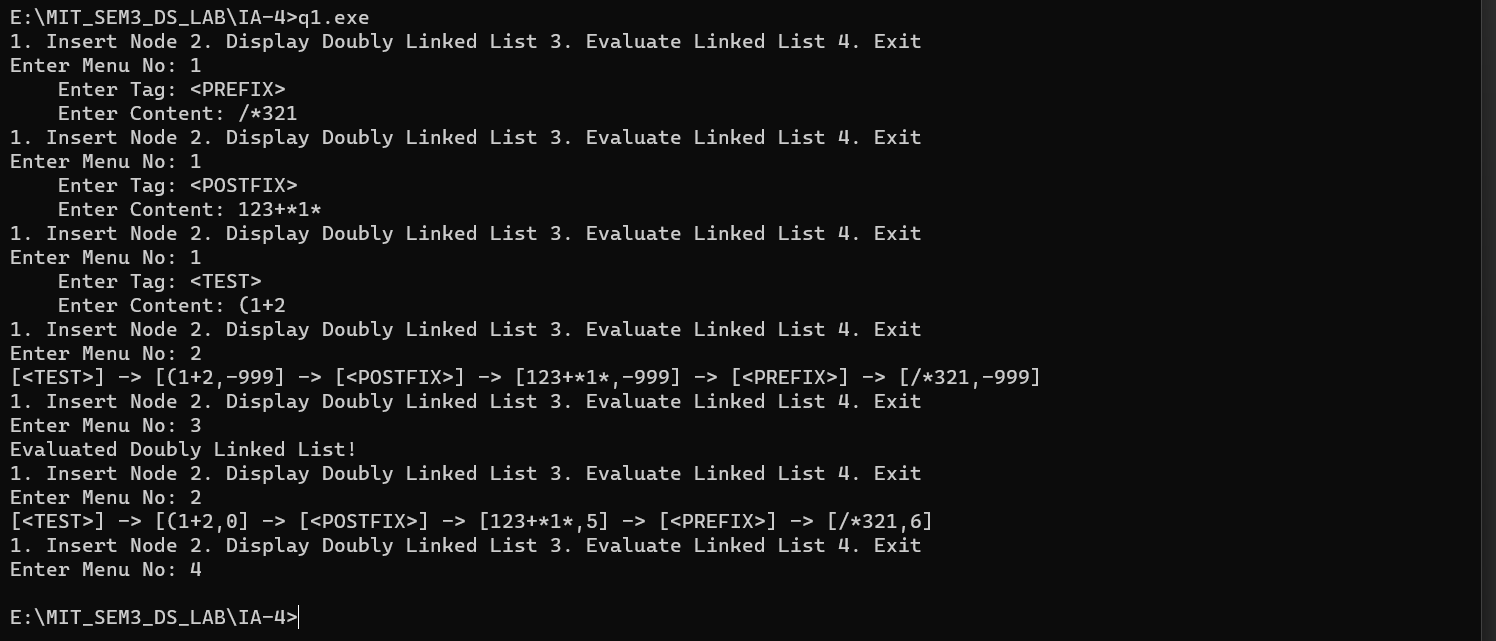 E:\MIT_SEM3_DS_LAB\IA-4>q1.exe
1. Insert Node 2. Display Doubly Linked List 3. Evaluate Linked List 4. Exit
Enter Menu No: 1
    Enter Tag: <PREFIX>
    Enter Content: /*321
1. Insert Node 2. Display Doubly Linked List 3. Evaluate Linked List 4. Exit
Enter Menu No: 1
    Enter Tag: <POSTFIX>
    Enter Content: 123+*1*
1. Insert Node 2. Display Doubly Linked List 3. Evaluate Linked List 4. Exit
Enter Menu No: 1
    Enter Tag: <TEST>
    Enter Content: (1+2
1. Insert Node 2. Display Doubly Linked List 3. Evaluate Linked List 4. Exit
Enter Menu No: 2
[<TEST>] -> [(1+2,-999] -> [<POSTFIX>] -> [123+*1*,-999] -> [<PREFIX>] -> [/*321,-999]
1. Insert Node 2. Display Doubly Linked List 3. Evaluate Linked List 4. Exit
Enter Menu No: 3
Evaluated Doubly Linked List!
1. Insert Node 2. Display Doubly Linked List 3. Evaluate Linked List 4. Exit
Enter Menu No: 2
[<TEST>] -> [(1+2,0] -> [<POSTFIX>] -> [123+*1*,5] -> [<PREFIX>] -> [/*321,6]
1. Insert Node 2. Display Doubly Linked List 3. Evaluate Linked List 4. Exit
Enter Menu No: 4
E:\MIT_SEM3_DS_LAB\IA-4>